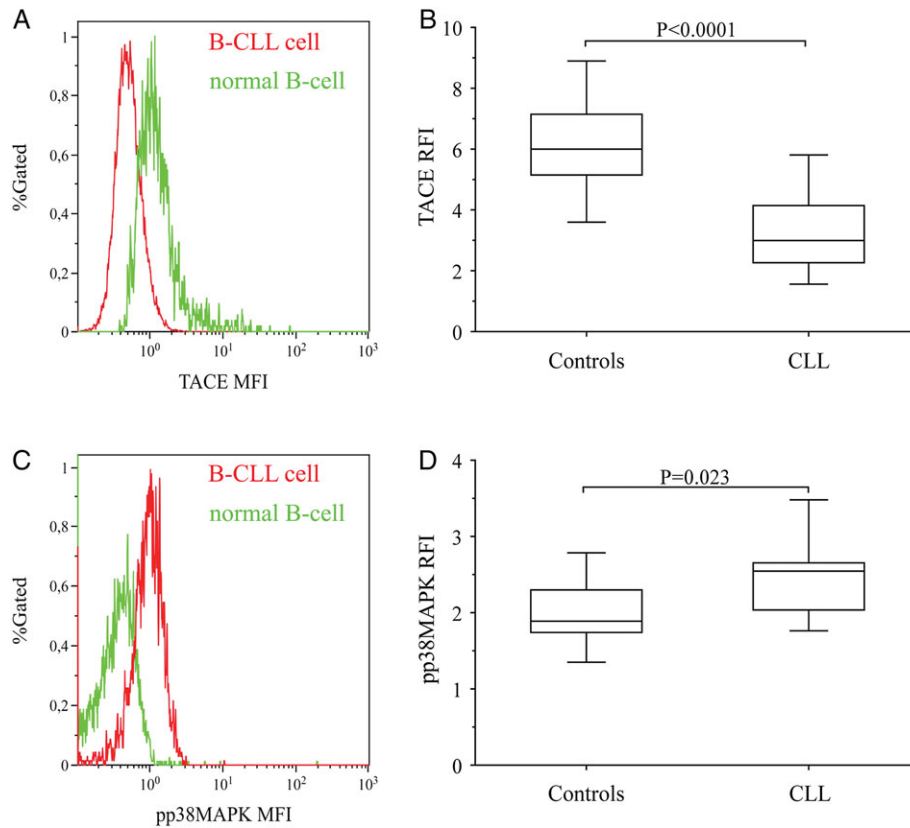 A
B-CLL cell
normal B-cell
%Gated
1
0,8
0,6
0,4
0,2
0
10⁰
10¹
10²
10³
TACE MFI
B
P<0.0001
TACE RFI
10
8
6
4
2
0
Controls
CLL
C
B-CLL cell
normal B-cell
%Gated
1
0,8
0,6
0,4
0,2
0
10⁰
10¹
10²
10³
pp38MAPK MFI
D
P=0.023
pp38MAPK RFI
4
3
2
1
0
Controls
CLL